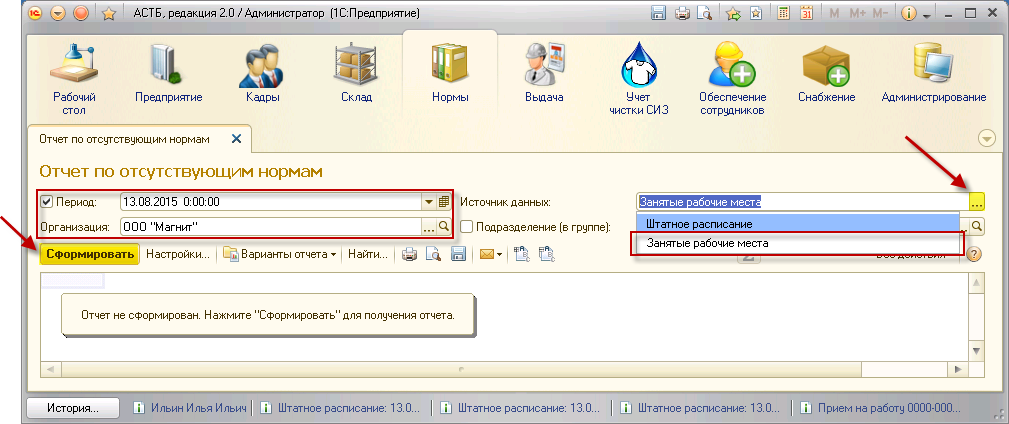 АСТБ, редакция 2.0 / Администратор (1С:Предприятие)
M M+ M-
Рабочий стол
Предприятие
Кадры
Склад
Нормы
Выдача
Учет чистки СИЗ
Обеспечение сотрудников
Снабжение
Администрирование
Отчет по отсутствующим нормам
Отчет по отсутствующим нормам
Период: 13.08.2015 0:00:00 Источник данных: Занятые рабочие места ...
Организация: ООО "Магнит" ... Подразделение (в группе): Штатное расписание
Занятые рабочие места
Сформировать Настройки... Варианты отчета Найти...
Отчет не сформирован. Нажмите "Сформировать" для получения отчета.
История... Ильин Илья Ильич Штатное расписание: 13.0... Штатное расписание: 13.0... Штатное расписание: 13.0... Прием на работу 0000-000...